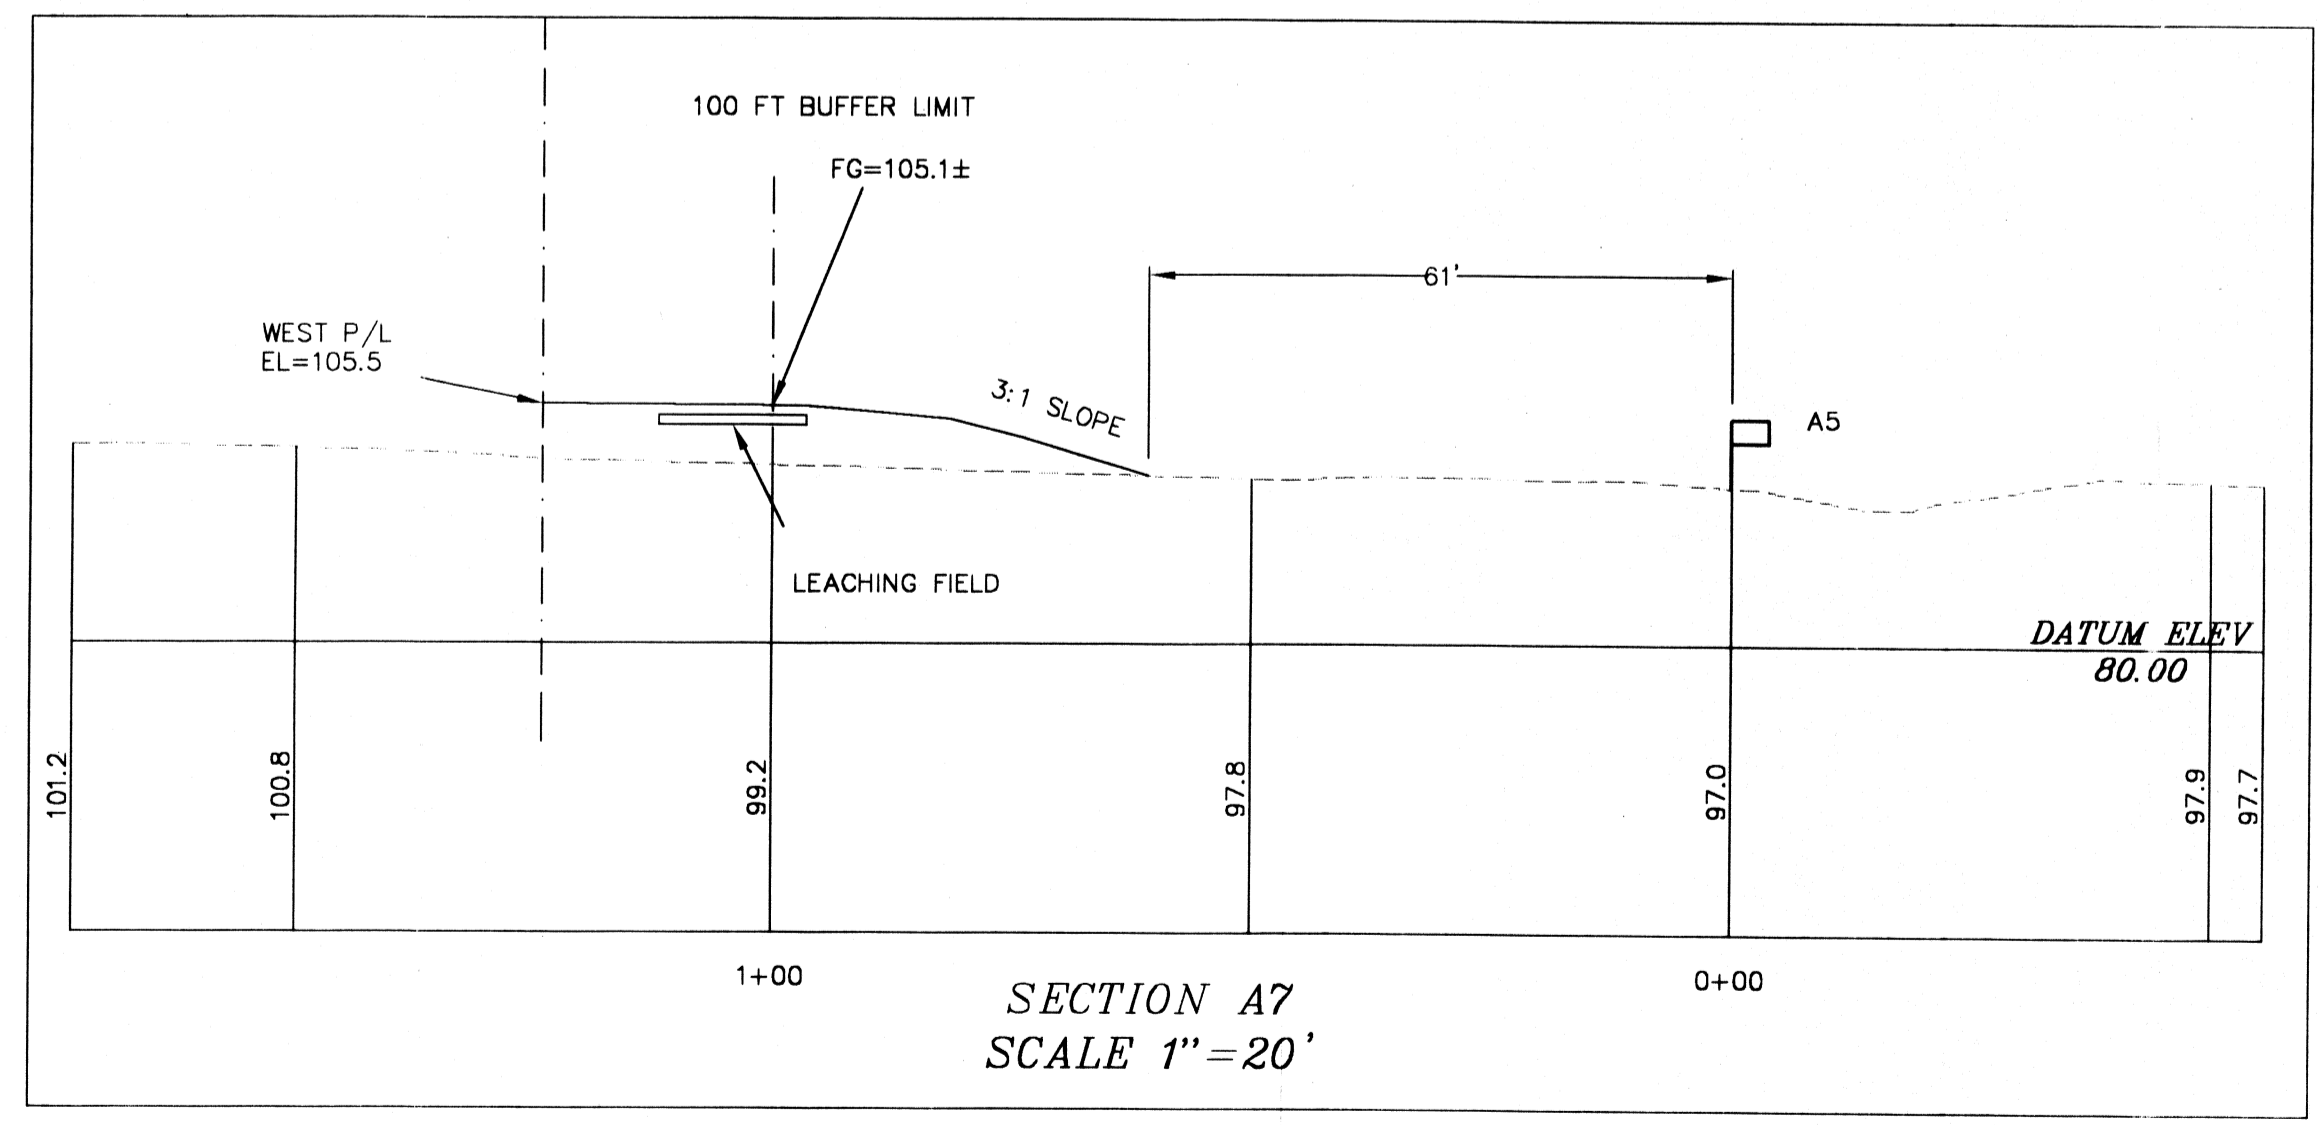 100 FT BUFFER LIMIT
FG=105.1±
61'
WEST P/L
EL=105.5
3:1 SLOPE
A5
LEACHING FIELD
DATUM ELEV
80.00
101.2
100.8
99.2
97.8
97.0
97.9
97.7
1+00
0+00
SECTION A7
SCALE 1"=20'